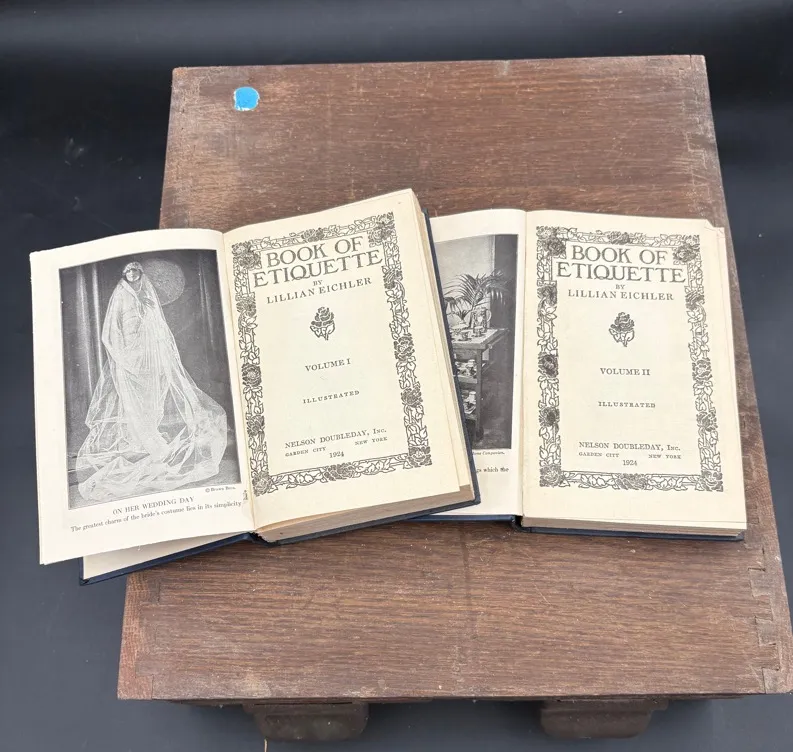 ON HER WEDDING DAY
The greatest charm of the bride's costume lies in its simplicity
BOOK OF
ETIQUETTE
BY
LILLIAN EICHLER
VOLUME I
ILLUSTRATED
NELSON DOUBLEDAY, INC.
GARDEN CITY NEW YORK
1924
which the
BOOK OF
ETIQUETTE
BY
LILLIAN EICHLER
VOLUME II
ILLUSTRATED
NELSON DOUBLEDAY, INC.
GARDEN CITY NEW YORK
1924